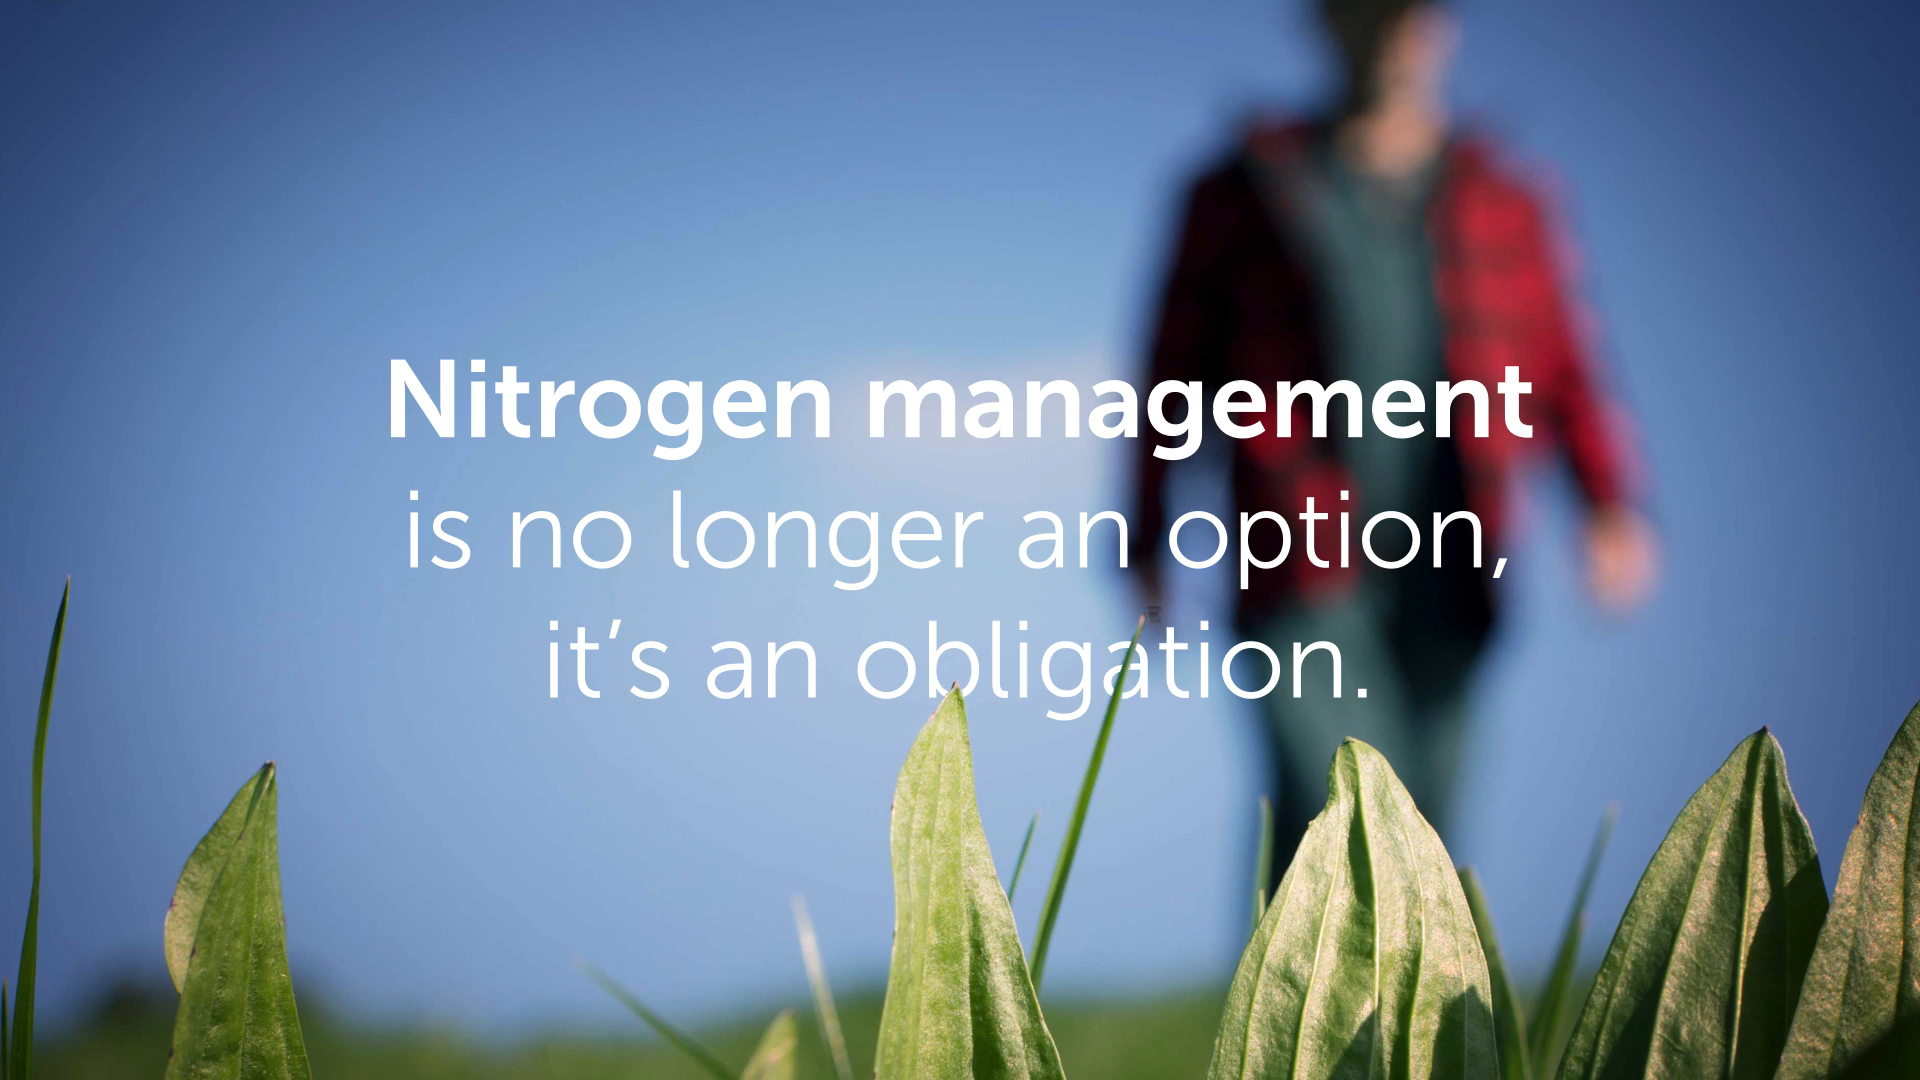 Nitrogen management
is no longer an option,
it’s an obligation.